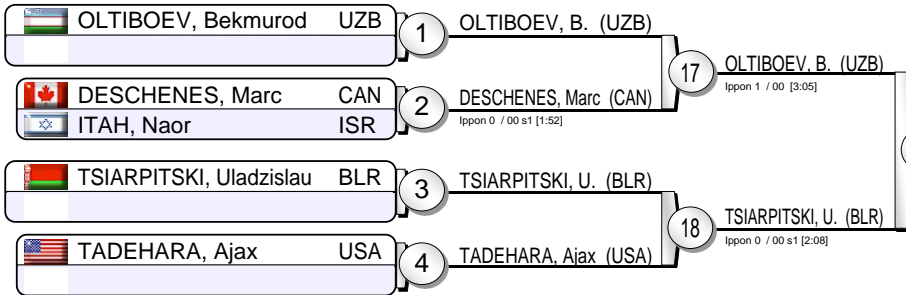 OLTIBOEV, Bekmurod UZB
1
OLTIBOEV, B. (UZB)
DESCHENES, Marc CAN
ITAH, Naor ISR
2
DESCHENES, Marc (CAN)
Ippon 0 / 00 s1 [1:52]
17
OLTIBOEV, B. (UZB)
Ippon 1 / 00 [3:05]
TSIARPITSKI, Uladzislau BLR
3
TSIARPITSKI, U. (BLR)
TADEHARA, Ajax USA
4
TADEHARA, Ajax (USA)
18
TSIARPITSKI, U. (BLR)
Ippon 0 / 00 s1 [2:08]